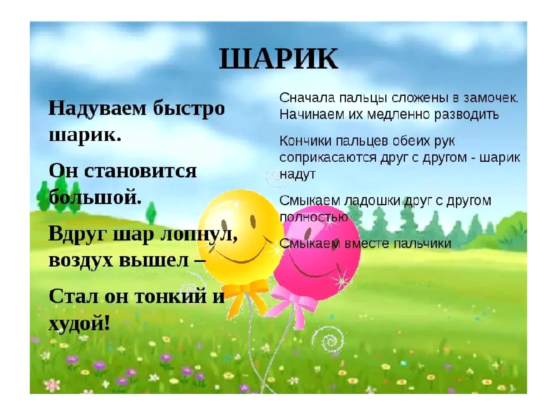 ШАРИК
Надуваем быстро
шарик.
Он становится
большой.
Вдруг шар лопнул,
воздух вышел –
Стал он тонкий и
худой!
Сначала пальцы сложены в замочек.
Начинаем их медленно разводить
Кончики пальцев обеих рук
соприкасаются друг с другом - шарик
надут
Смыкаем ладошки друг с другом
полностью
Смыкаем вместе пальчики